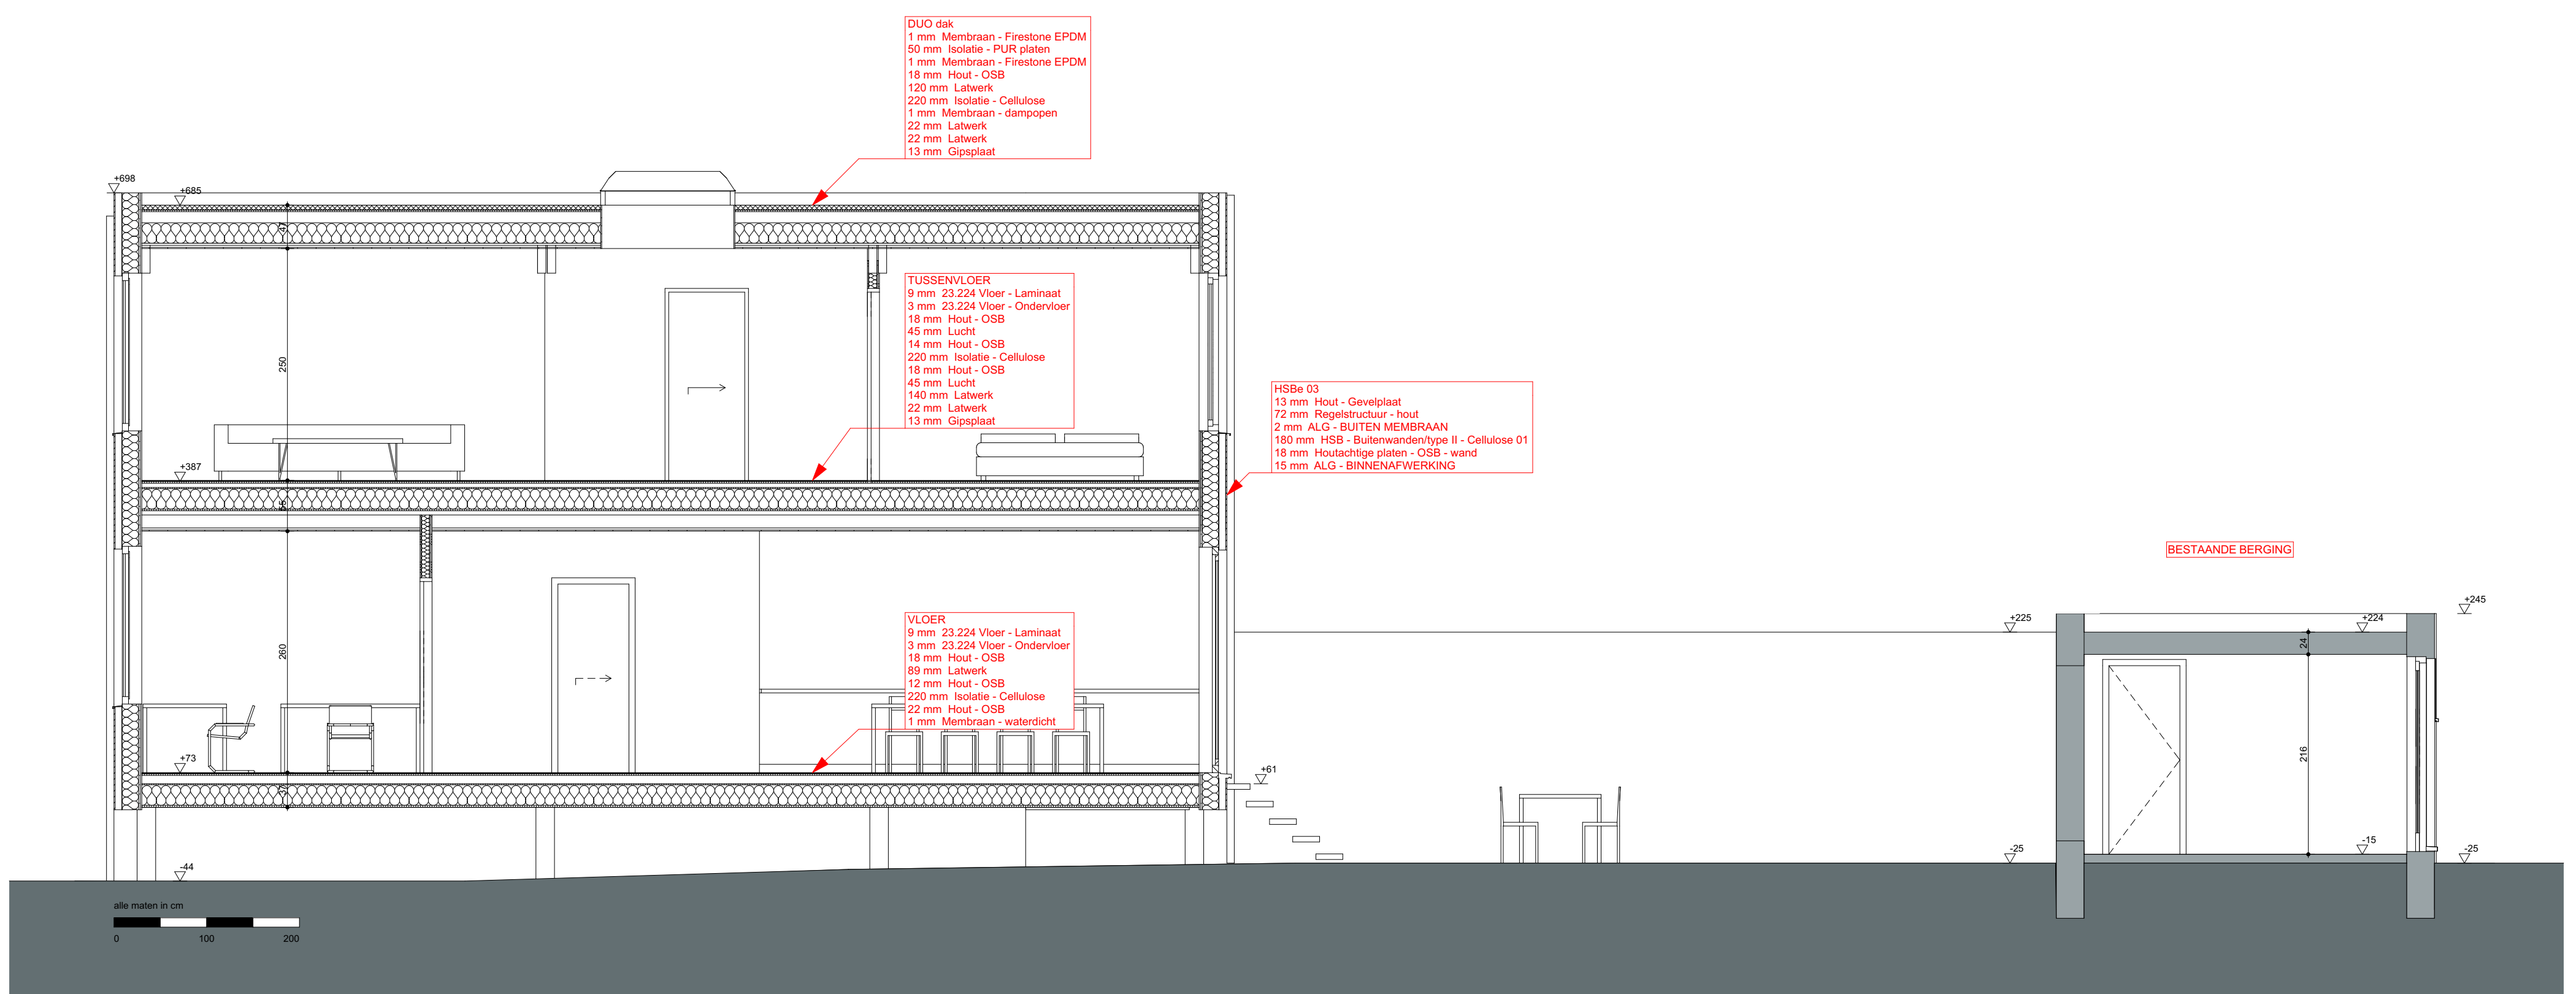 DUO dak
1 mm  Membraan - Firestone EPDM
50 mm  Isolatie - PUR platen
1 mm  Membraan - Firestone EPDM
18 mm  Hout - OSB
120 mm  Latwerk
220 mm  Isolatie - Cellulose
1 mm  Membraan - dampopen
22 mm  Latwerk
22 mm  Latwerk
13 mm  Gipsplaat
+698
+685
47
250
TUSSENVLOER
9 mm  23.224 Vloer - Laminaat
3 mm  23.224 Vloer - Ondervloer
18 mm  Hout - OSB
45 mm  Lucht
14 mm  Hout - OSB
220 mm  Isolatie - Cellulose
18 mm  Hout - OSB
45 mm  Lucht
140 mm  Latwerk
22 mm  Latwerk
13 mm  Gipsplaat
HSBe 03
13 mm  Hout - Gevelplaat
72 mm  Regelstructuur - hout
2 mm  ALG - BUITEN MEMBRAAN
180 mm  HSB - Buitenwanden/type II - Cellulose 01
18 mm  Houtachtige platen - OSB - wand
15 mm  ALG - BINNENAFWERKING
+387
55
260
BESTAANDE BERGING
VLOER
9 mm  23.224 Vloer - Laminaat
3 mm  23.224 Vloer - Ondervloer
18 mm  Hout - OSB
89 mm  Latwerk
12 mm  Hout - OSB
220 mm  Isolatie - Cellulose
22 mm  Hout - OSB
1 mm  Membraan - waterdicht
+245
+225
+224
24
216
+73
+61
37
-44
-25
-15
-25
alle maten in cm
0 100 200